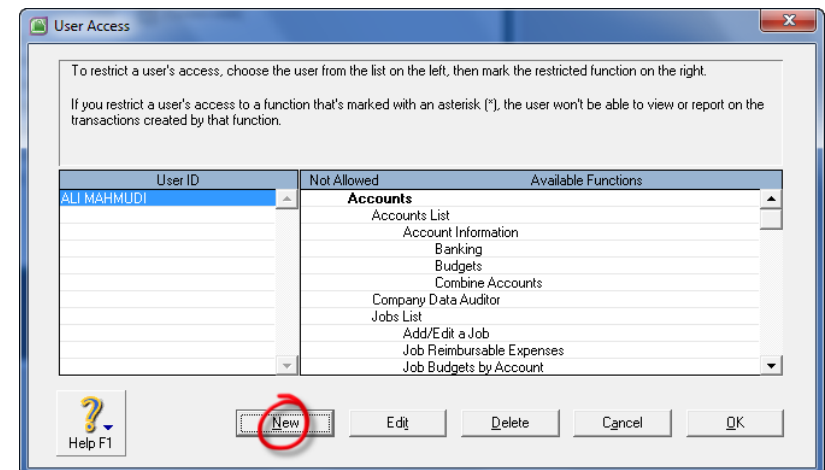 User Access
To restrict a user's access, choose the user from the list on the left, then mark the restricted function on the right.
If you restrict a user's access to a function that's marked with an asterisk (*), the user won't be able to view or report on the
transactions created by that function.
User ID Not Allowed Available Functions
ALI MAHMUDI Accounts
Accounts List
Account Information
Banking
Budgets
Combine Accounts
Company Data Auditor
Jobs List
Add/Edit a Job
Job Reimbursable Expenses
Job Budgets by Account
Help F1 New Edit Delete Cancel OK